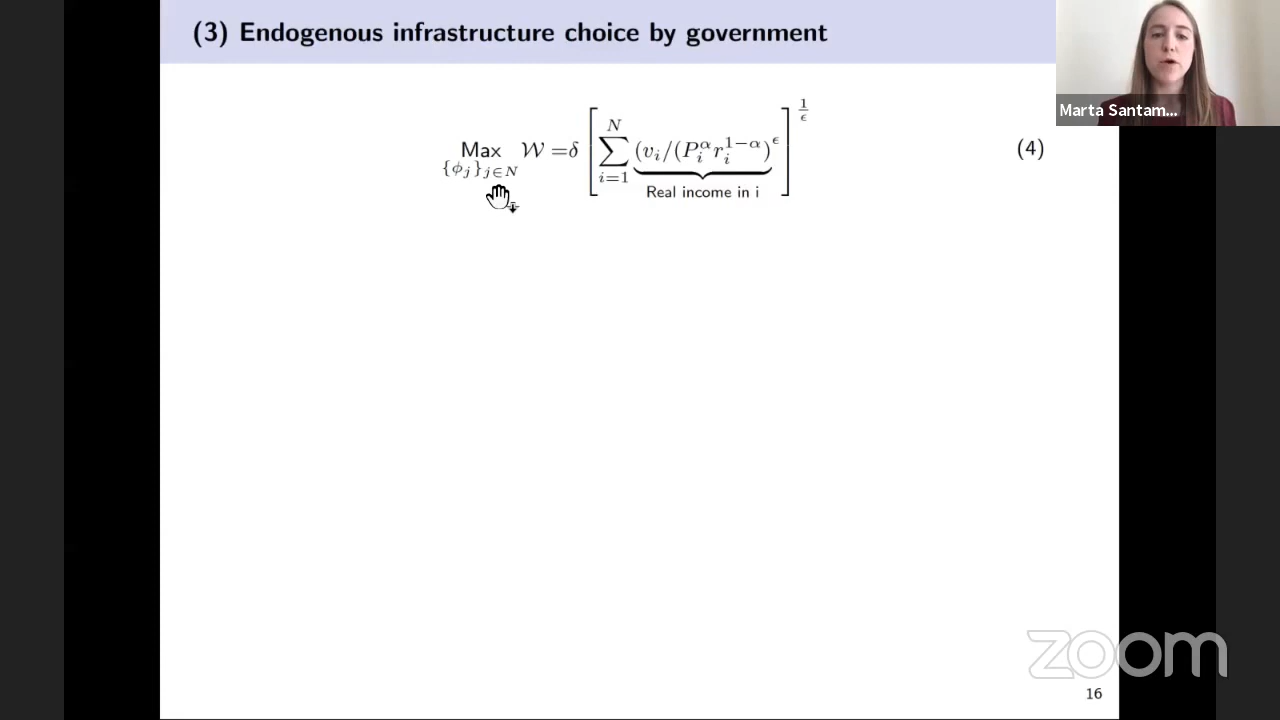 (3) Endogenous infrastructure choice by government
Marta Santam...
Max_{\{\phi_j\}_{j \in N}} \mathcal{W} = \delta \left[ \sum_{i=1}^{N} \underbrace{(v_i/(P_i^{\alpha} r_i^{1-\alpha})}_{\text{Real income in i}}{}^{\epsilon} \right]^{\frac{1}{\epsilon}} (4)
zoom
16